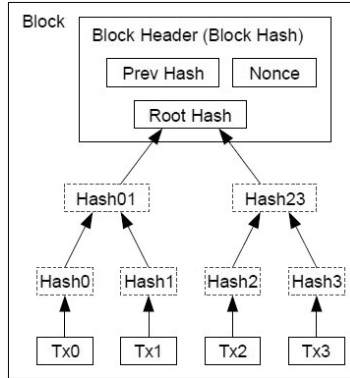 Block
Block Header (Block Hash)
Prev Hash Nonce
Root Hash
Hash01 Hash23
Hash0 Hash1 Hash2 Hash3
Tx0 Tx1 Tx2 Tx3